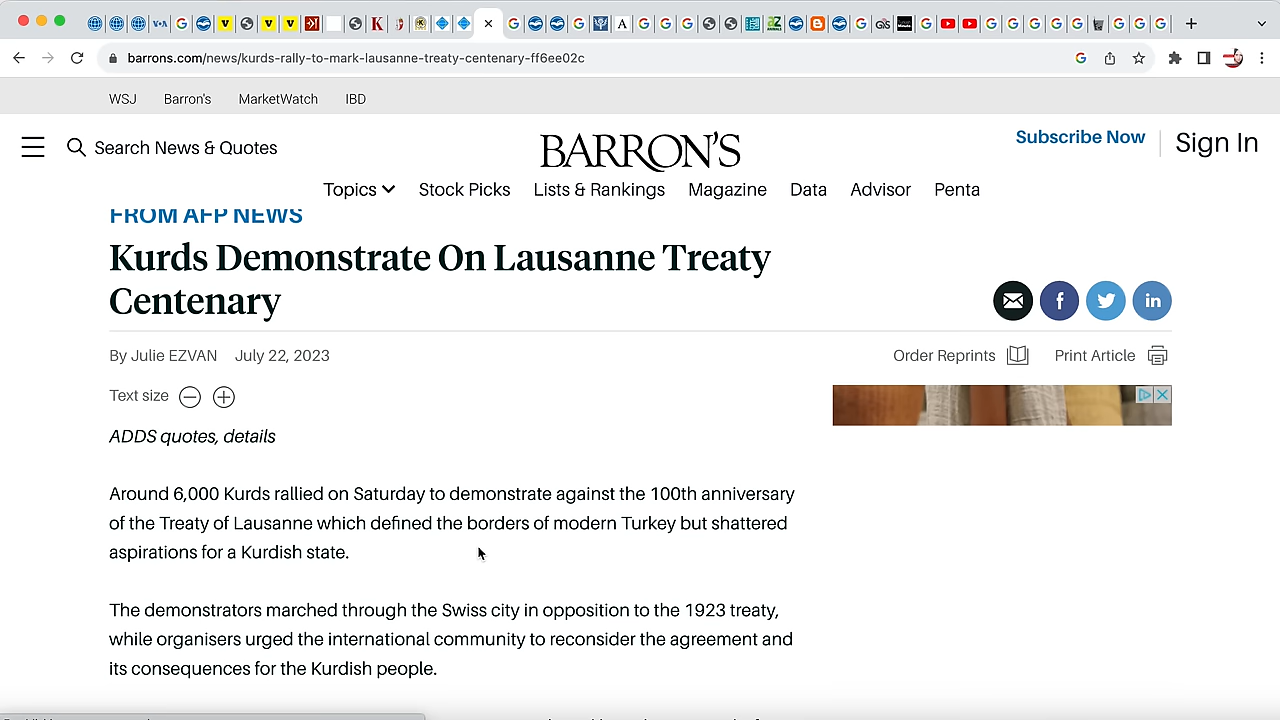 barrons.com/news/kurds-rally-to-mark-lausanne-treaty-centenary-ff6ee02c
WSJ Barron's MarketWatch IBD
Search News & Quotes
BARRON'S
Subscribe Now
Sign In
Topics Stock Picks Lists & Rankings Magazine Data Advisor Penta
FROM AFP NEWS
Kurds Demonstrate On Lausanne Treaty
Centenary
By Julie EZVAN July 22, 2023
Order Reprints Print Article
Text size
ADDS quotes, details
Around 6,000 Kurds rallied on Saturday to demonstrate against the 100th anniversary
of the Treaty of Lausanne which defined the borders of modern Turkey but shattered
aspirations for a Kurdish state.
The demonstrators marched through the Swiss city in opposition to the 1923 treaty,
while organisers urged the international community to reconsider the agreement and
its consequences for the Kurdish people.